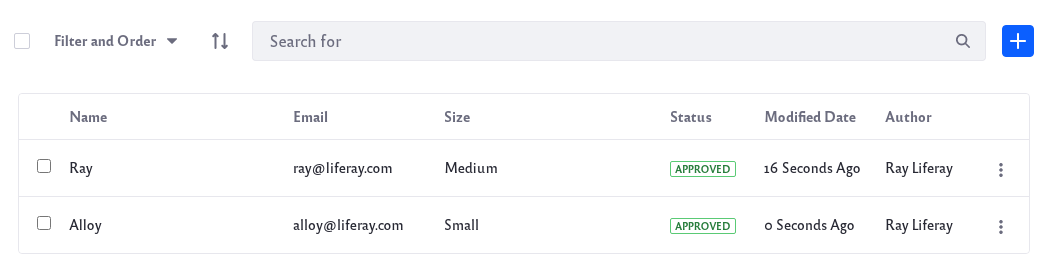 Filter and Order Search for
Name Email Size Status Modified Date Author
Ray ray@liferay.com Medium APPROVED 16 Seconds Ago Ray Liferay
Alloy alloy@liferay.com Small APPROVED 0 Seconds Ago Ray Liferay